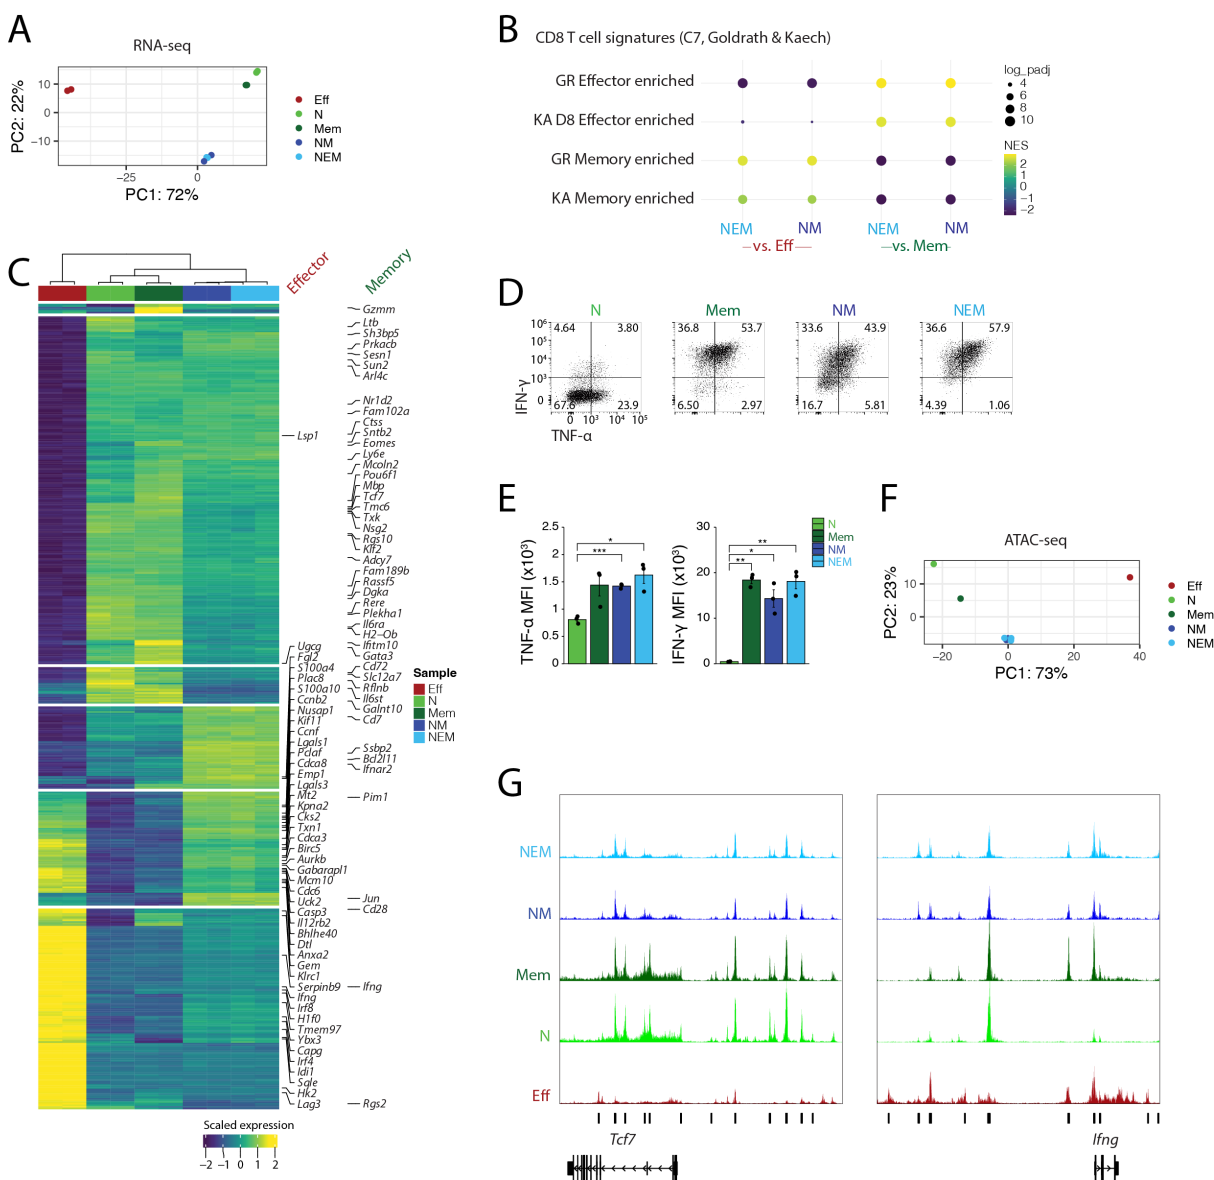 A
RNA-seq
PC2: 22%
10
0
−10
−25
0
PC1: 72%
Eff
N
Mem
NM
NEM
B
CD8 T cell signatures (C7, Goldrath & Kaech)
GR Effector enriched
KA D8 Effector enriched
GR Memory enriched
KA Memory enriched
NEM
NM
NEM
NM
vs. Eff
vs. Mem
log_padj
4
6
8
10
NES
2
1
0
−1
−2
C
Effector
Memory
Lsp1
Ugcg
Fgl2
S100a4
Plac8
S100a10
Ccnb2
Nusap1
Kif11
Ccnf
Lgals1
Pclaf
Cdca8
Emp1
Lgals3
Mt2
Kpna2
Cks2
Txn1
Cdca3
Birc5
Aurkb
Gabarapl1
Mcm10
Cdc6
Uck2
Casp3
Il12rb2
Bhlhe40
Dtl
Anxa2
Gem
Klrc1
Serpinb9
Ifng
Irf8
H1f0
Tmem97
Ybx3
Capg
Irf4
Idi1
Sqle
Hk2
Lag3
Gzmm
Ltb
Sh3bp5
Prkacb
Sesn1
Sun2
Arl4c
Nr1d2
Fam102a
Ctss
Sntb2
Eomes
Ly6e
Mcoln2
Pou6f1
Mbp
Tcf7
Tmc6
Txk
Nsg2
Rgs10
Klf2
Adcy7
Fam189b
Rassf5
Dgka
Rere
Plekha1
Il6ra
H2−Ob
Ifitm10
Gata3
Cd72
Slc12a7
Rflnb
Il6st
Galnt10
Cd7
Ssbp2
Bcl2l11
Ifnar2
Pim1
Jun
Cd28
Ifng
Rgs2
Sample
Eff
N
Mem
NM
NEM
Scaled expression
−2 −1 0 1 2
D
N
Mem
NM
NEM
4.64 3.80
67.6 23.9
36.8 53.7
6.50 2.97
33.6 43.9
16.7 5.81
36.6 57.9
4.39 1.06
IFN-γ
10⁶
10⁵
10⁴
10³
0
0 10³ 10⁴ 10⁵
TNF-α
E
TNF-α MFI (x10³)
2.5
2
1.5
1
0.5
0
*
***
IFN-γ MFI (x10³)
30
20
10
0
**
*
**
N
Mem
NM
NEM
F
ATAC-seq
PC2: 23%
10
0
−20
0
20
40
PC1: 73%
Eff
N
Mem
NM
NEM
G
NEM
NM
Mem
N
Eff
Tcf7
Ifng